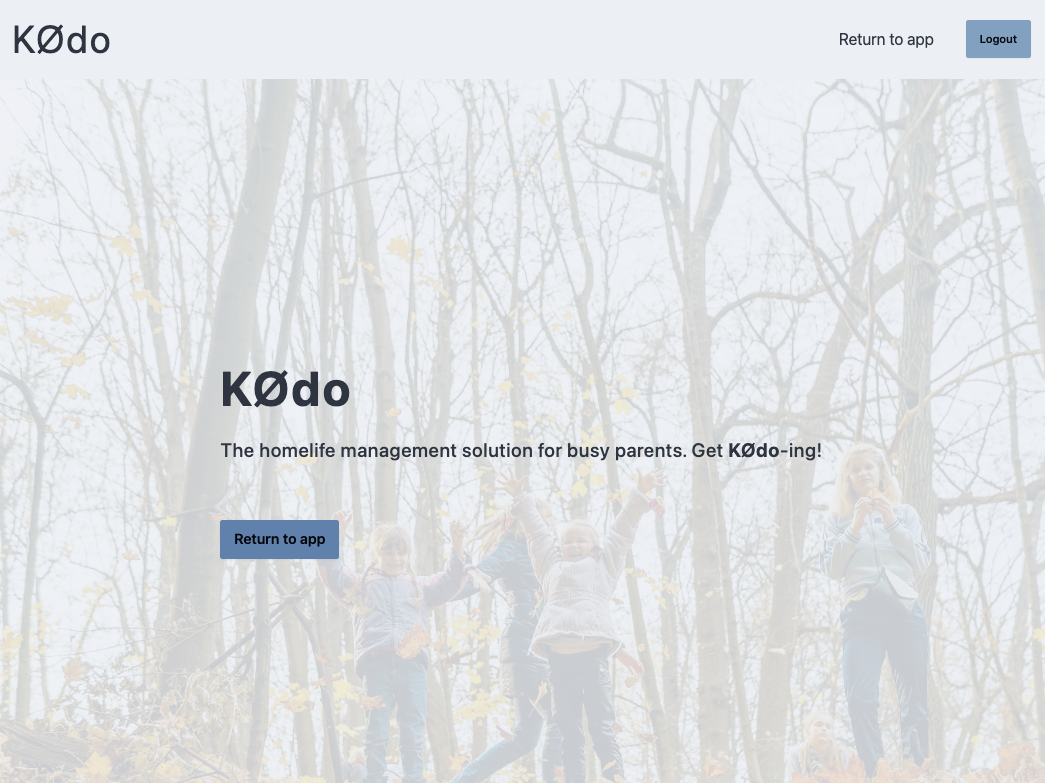 KØdo
Return to app
Logout
KØdo
The homelife management solution for busy parents. Get KØdo-ing!
Return to app